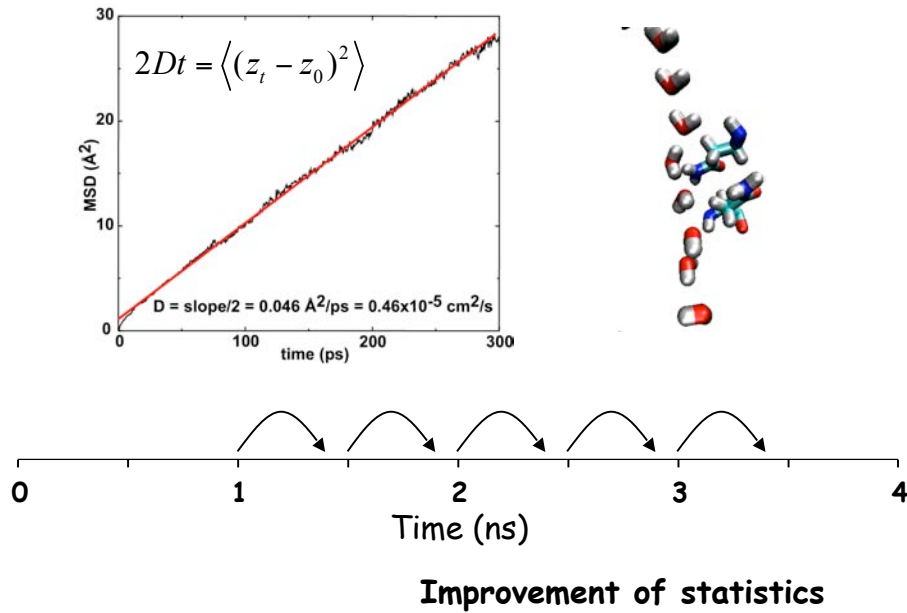 30
2Dt = ⟨(z_t − z_0)^2⟩
20
MSD (Å²)
10
D = slope/2 = 0.046 Å²/ps = 0.46x10⁻⁵ cm²/s
0
0 100 200 300
time (ps)
0 1 2 3 4
Time (ns)
Improvement of statistics